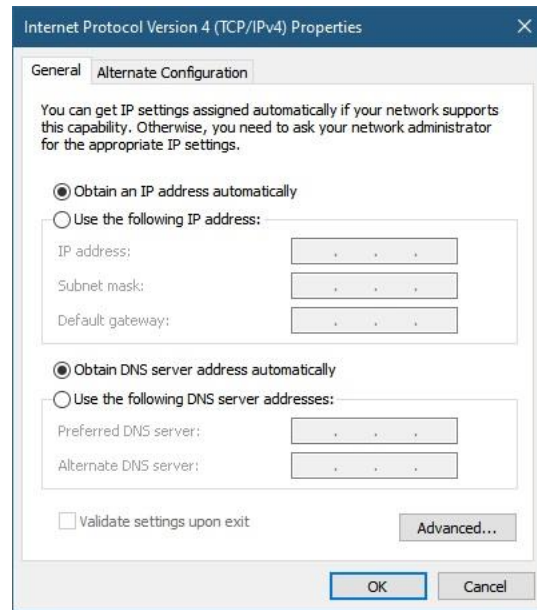 Internet Protocol Version 4 (TCP/IPv4) Properties
General
Alternate Configuration
You can get IP settings assigned automatically if your network supports
this capability. Otherwise, you need to ask your network administrator
for the appropriate IP settings.
Obtain an IP address automatically
Use the following IP address:
IP address:
Subnet mask:
Default gateway:
Obtain DNS server address automatically
Use the following DNS server addresses:
Preferred DNS server:
Alternate DNS server:
Validate settings upon exit
Advanced...
OK
Cancel